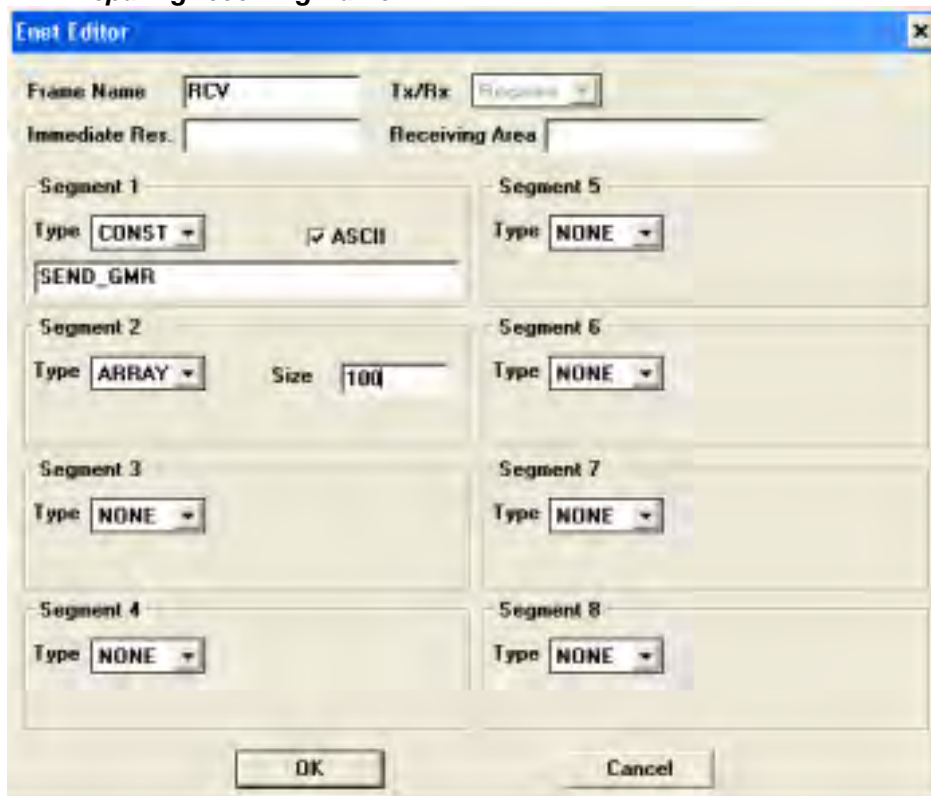 Enet Editor
Frame Name RCV Tx/Rx Receive
Immediate Res. Receiving Area
Segment 1
Type CONST ASCII
SEND_GMR
Segment 2
Type ARRAY Size 100
Segment 3
Type NONE
Segment 4
Type NONE
Segment 5
Type NONE
Segment 6
Type NONE
Segment 7
Type NONE
Segment 8
Type NONE
OK Cancel